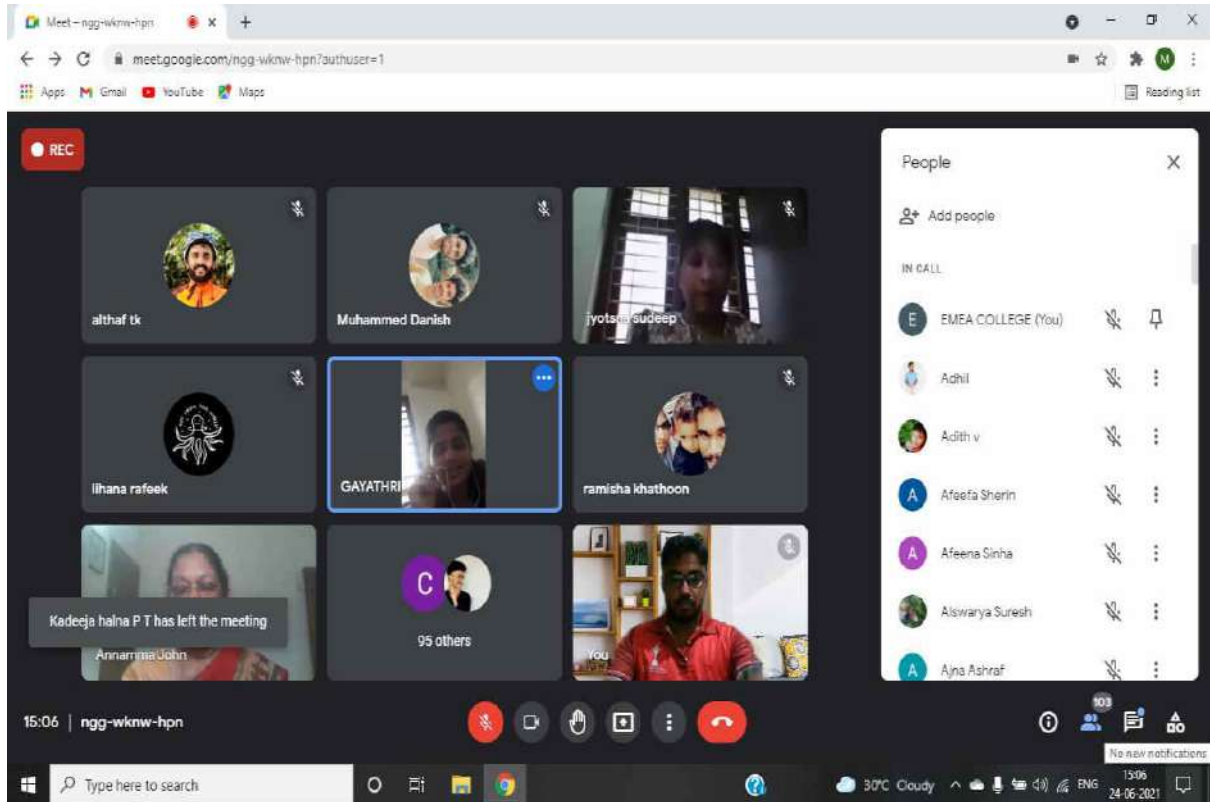 Meet – ngg-wknw-hpn
meet.google.com/ngg-wknw-hpn?authuser=1
Apps Gmail YouTube Maps Reading list
REC
althaf tk
Muhammed Danish
jyotsna sudeep
lihana rafeek
GAYATHRI
ramisha khathoon
Kadeeja halna P T has left the meeting
Annamma John
C
95 others
You
People
Add people
IN CALL
E EMEA COLLEGE (You)
Adhil
Adith v
A Afeefa Sherin
A Afeena Sinha
Aiswarya Suresh
A Ajna Ashraf
15:06 | ngg-wknw-hpn
103
No new notifications
Type here to search
30°C Cloudy
ENG
15:06
24-06-2021
M